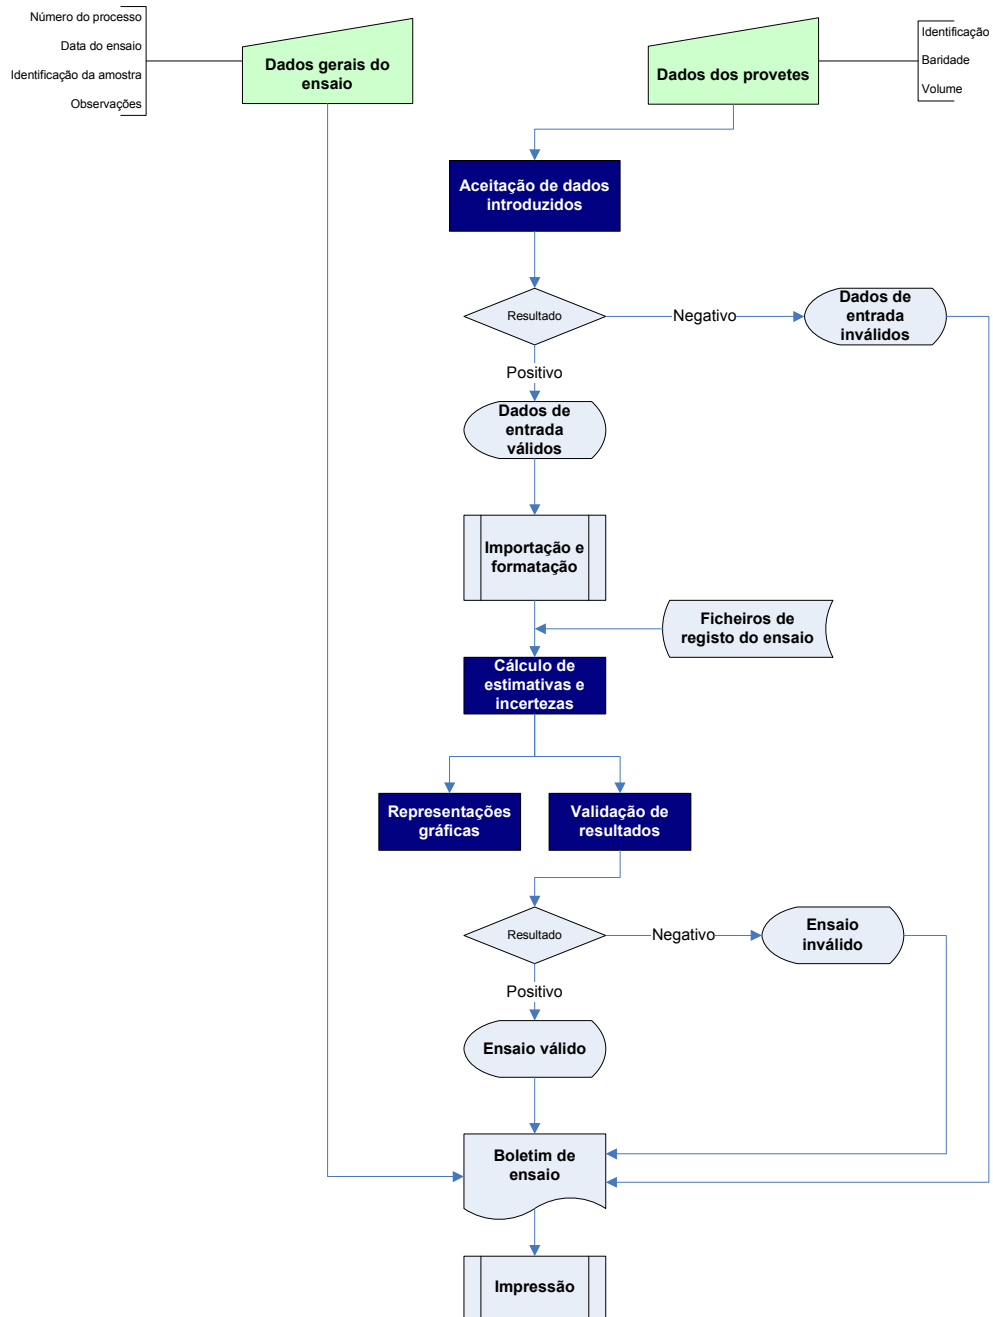 Número do processo
Data do ensaio
Identificação da amostra
Observações
Dados gerais do
ensaio
Dados dos provetes
Identificação
Baridade
Volume
Aceitação de dados
introduzidos
Resultado
Negativo
Dados de
entrada
inválidos
Positivo
Dados de
entrada
válidos
Importação e
formatação
Ficheiros de
registo do ensaio
Cálculo de
estimativas e
incertezas
Representações
gráficas
Validação de
resultados
Resultado
Negativo
Ensaio
inválido
Positivo
Ensaio válido
Boletim de
ensaio
Impressão